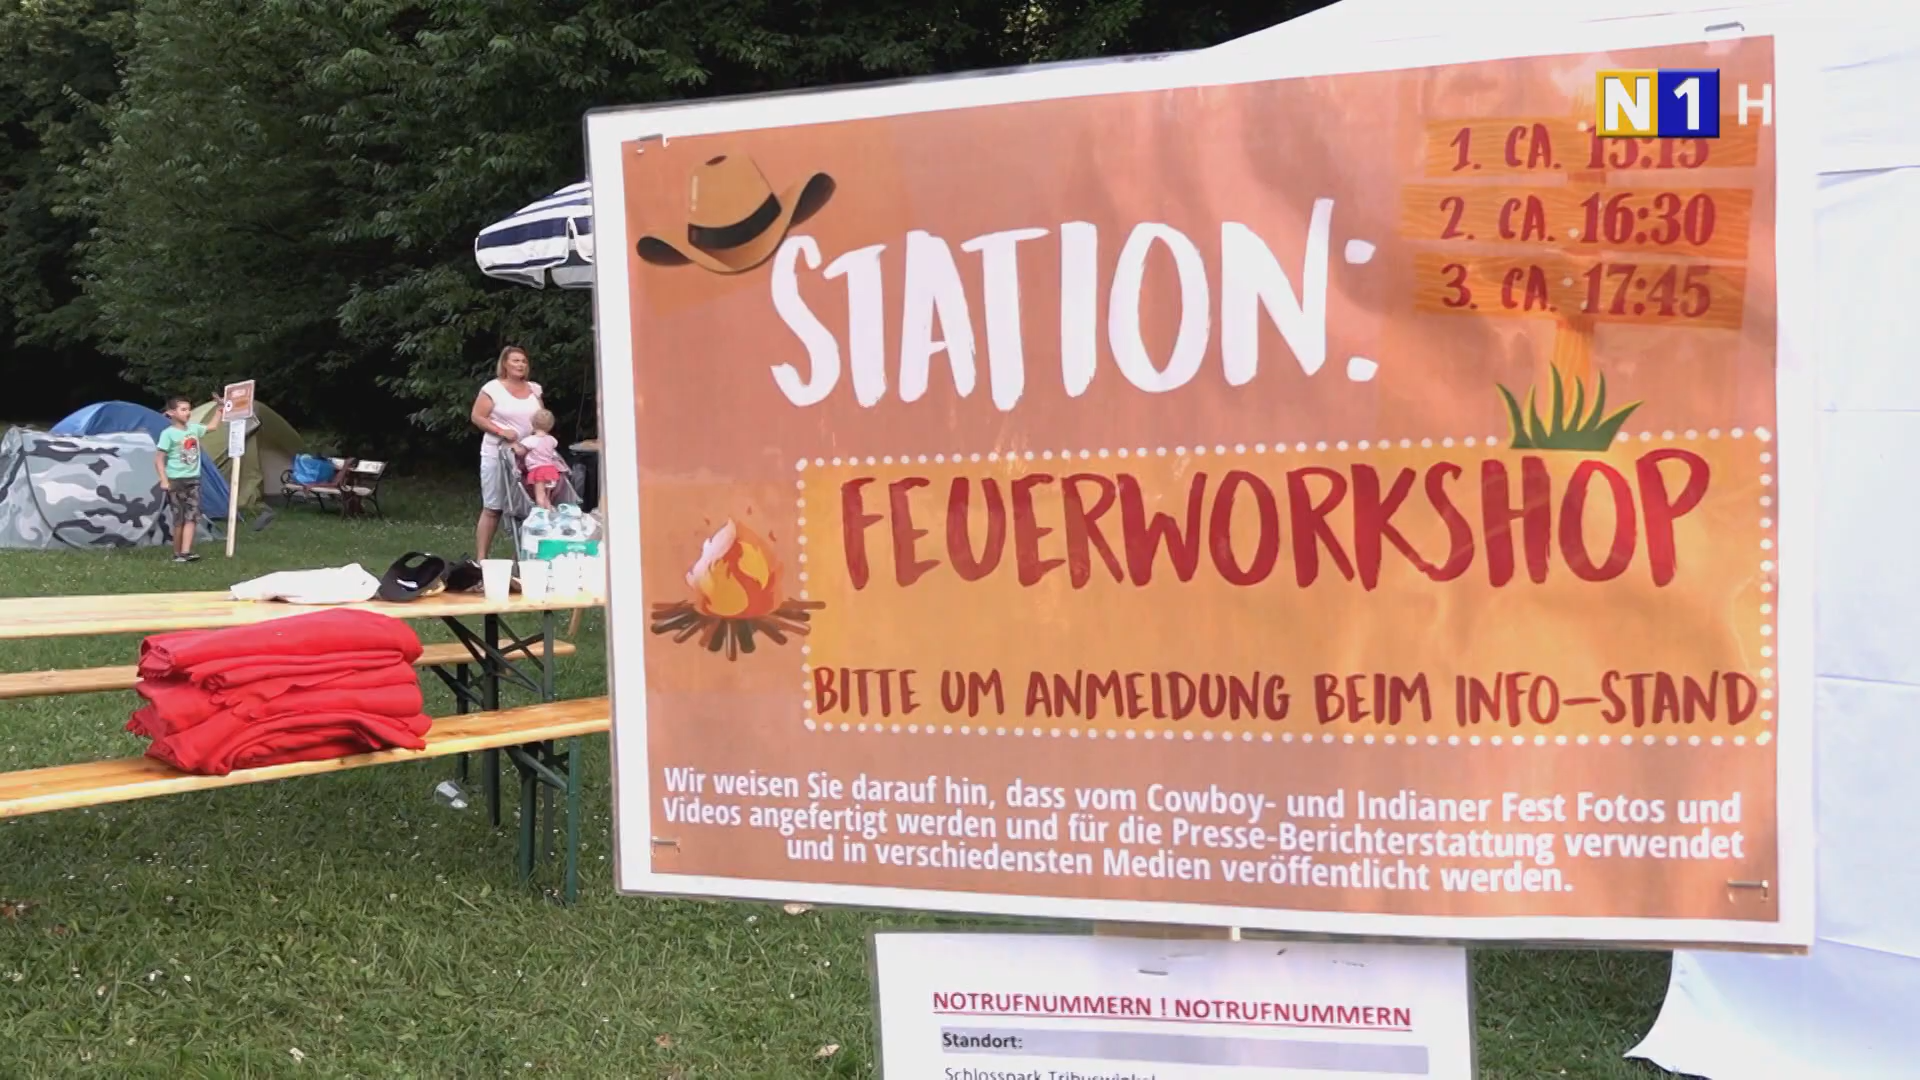 N1 H
1. CA. 15:15
2. CA. 16:30
3. CA. 17:45
STATION:
FEUERWORKSHOP
BITTE UM ANMELDUNG BEIM INFO-STAND
Wir weisen Sie darauf hin, dass vom Cowboy- und Indianer Fest Fotos und
Videos angefertigt werden und für die Presse-Berichterstattung verwendet
und in verschiedensten Medien veröffentlicht werden.
NOTRUFNUMMERN ! NOTRUFNUMMERN
Standort:
Schlosspark Tribuswinkel